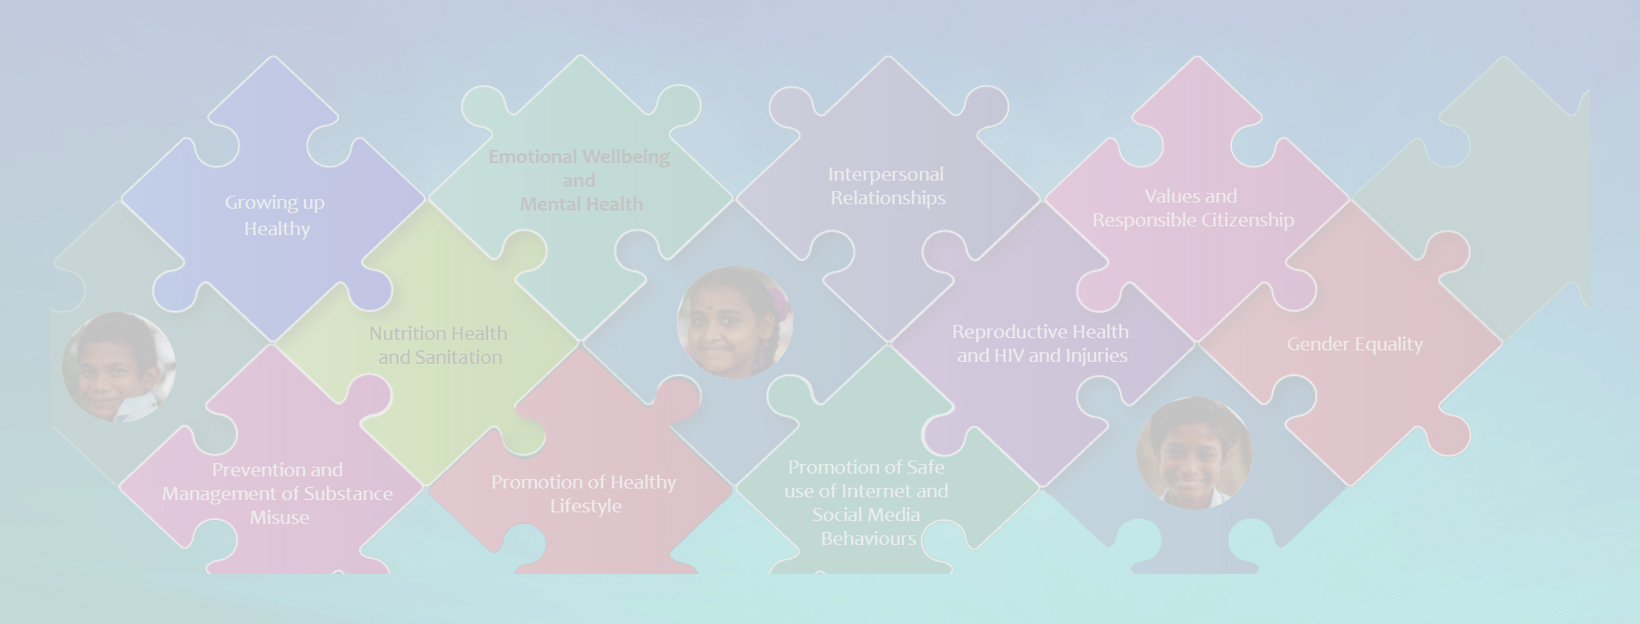 Growing up
Healthy
Emotional Wellbeing
and
Mental Health
Interpersonal
Relationships
Values and
Responsible Citizenship
Nutrition Health
and Sanitation
Reproductive Health
and HIV and Injuries
Gender Equality
Prevention and
Management of Substance
Misuse
Promotion of Healthy
Lifestyle
Promotion of Safe
use of Internet and
Social Media
Behaviours